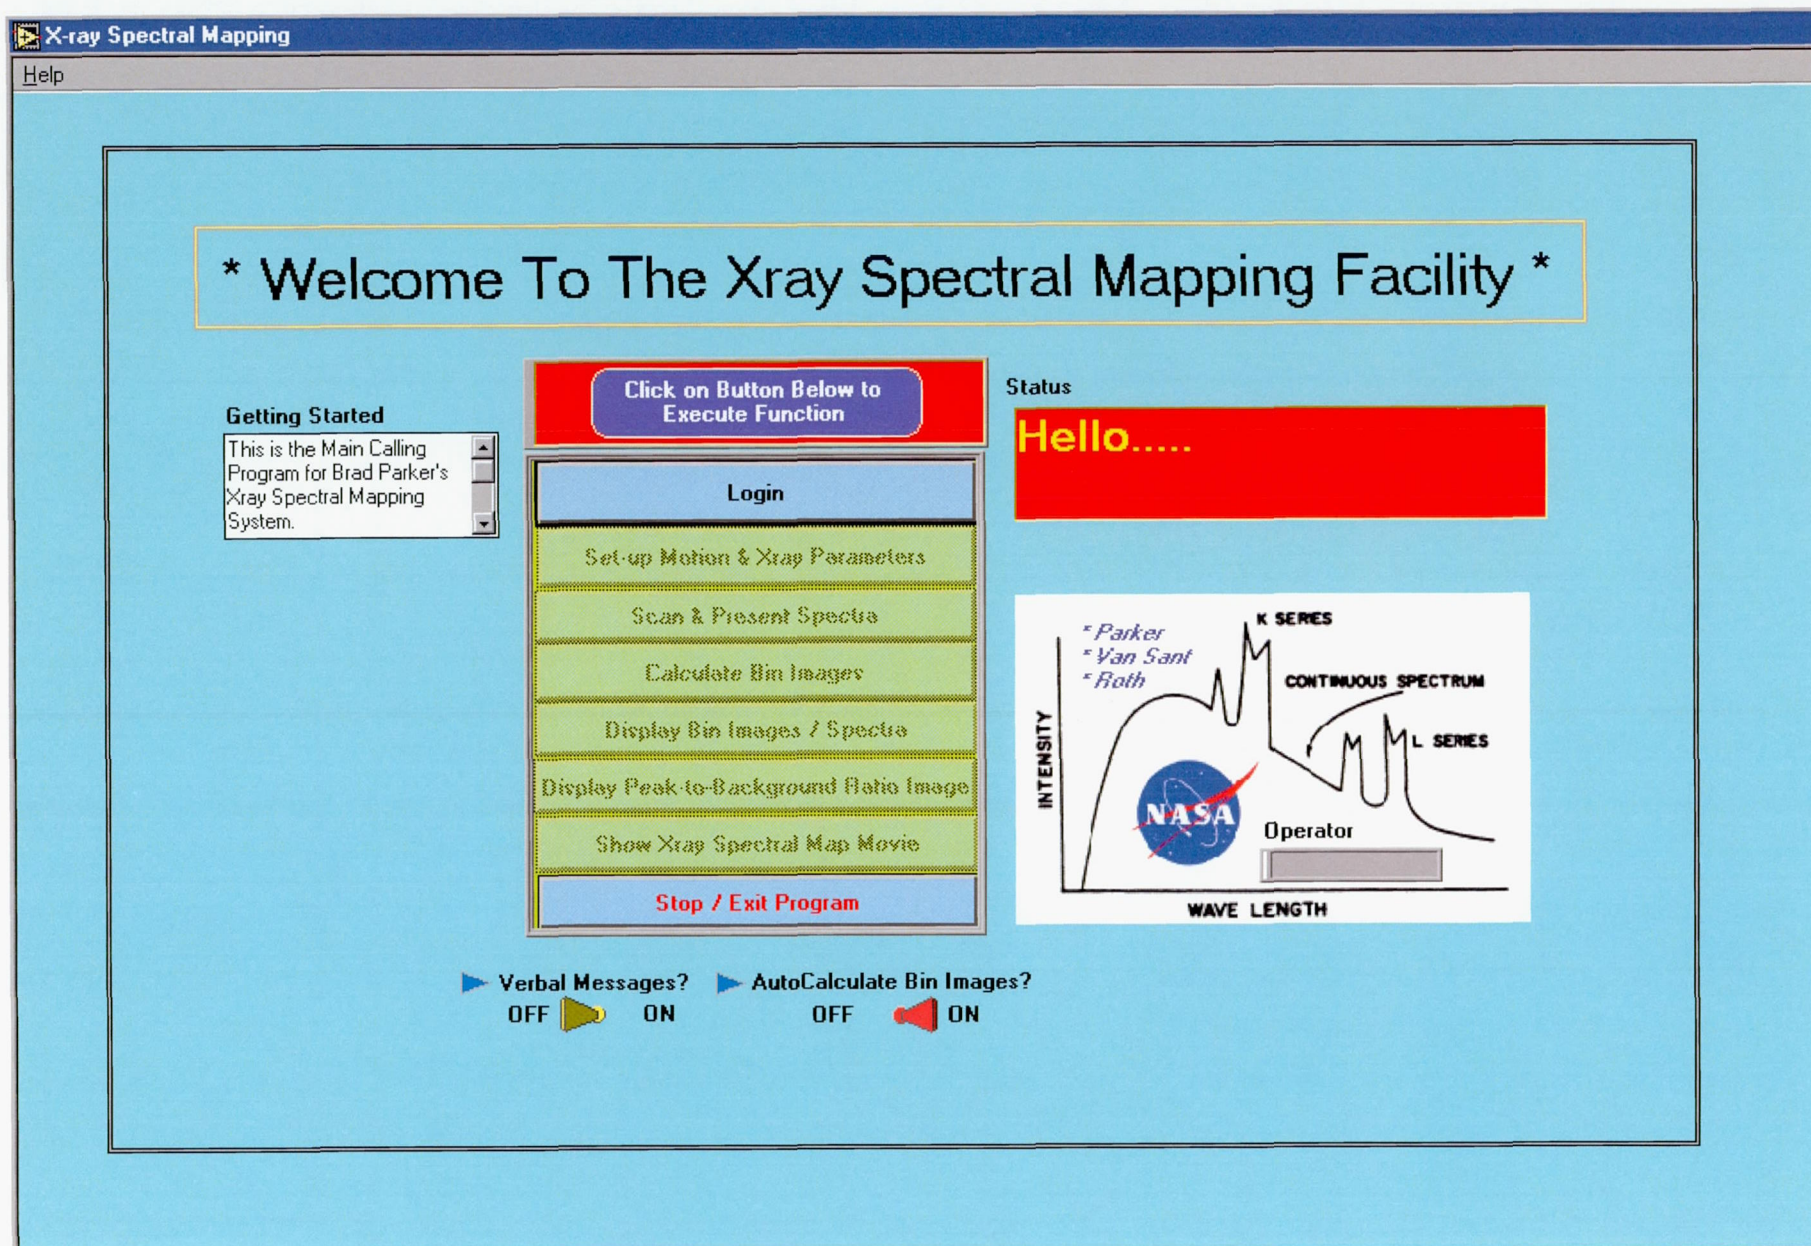 X-ray Spectral Mapping
Help
* Welcome To The Xray Spectral Mapping Facility *
Getting Started
This is the Main Calling
Program for Brad Parker's
Xray Spectral Mapping
System.
Click on Button Below to
Execute Function
Login
Set-up Motion & Xray Parameters
Scan & Present Spectra
Calculate Bin Images
Display Bin Images / Spectra
Display Peak-to-Background Ratio Image
Show Xray Spectral Map Movie
Stop / Exit Program
Status
Hello.....
* Parker
* Van Sant
* Roth
K SERIES
CONTINUOUS SPECTRUM
L SERIES
INTENSITY
NASA
Operator
WAVE LENGTH
Verbal Messages?
OFF ON
AutoCalculate Bin Images?
OFF ON